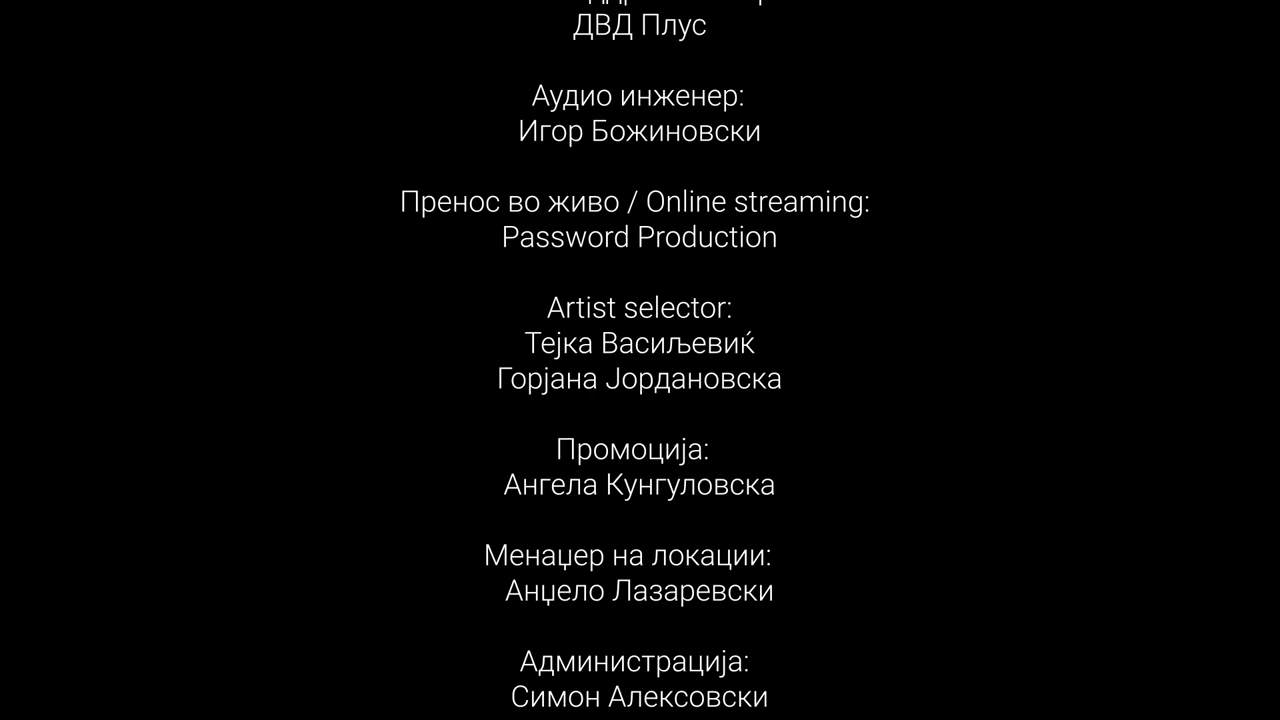 ДВД Плус
Аудио инженер:
Игор Божиновски
Пренос во живо / Online streaming:
Password Production
Artist selector:
Тејка Васиљевиќ
Горјана Јордановска
Промоција:
Ангела Кунгуловска
Менаџер на локации:
Анџело Лазаревски
Администрација:
Симон Алексовски